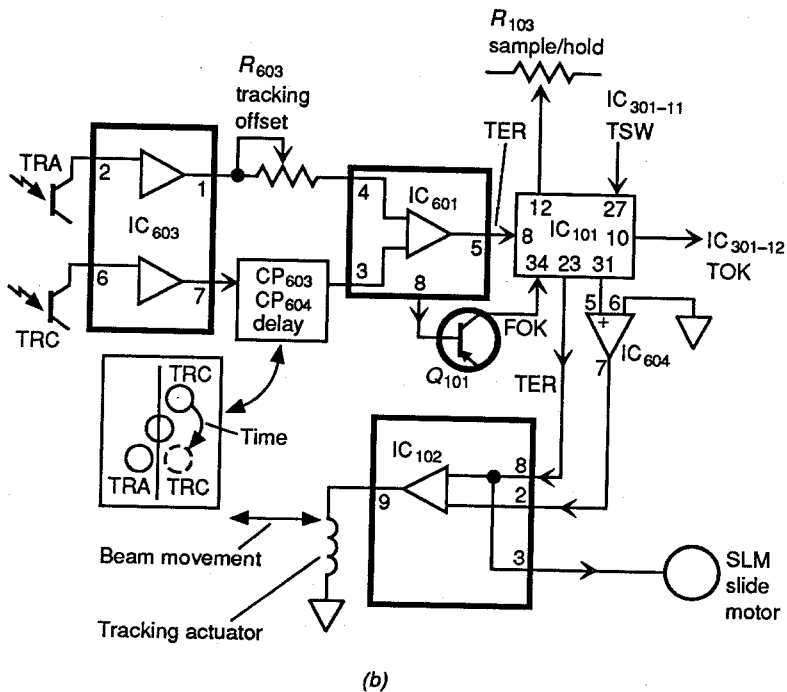 R103
sample/hold
R603
tracking
offset
IC301-11
TSW
TER
TRA
2
1
4
IC601
12
27
IC603
5
8
IC101
10
IC301-12
TOK
TRC
6
7
CP603
CP604
delay
3
8
34
23
31
FOK
5
6
+
IC604
7
Q101
TER
TRC
Time
TRA
TRC
IC102
8
9
2
3
Beam movement
Tracking actuator
SLM
slide
motor
(b)